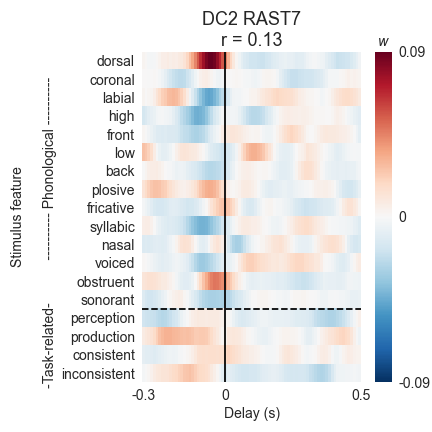 DC2 RAST7
r = 0.13
w
dorsal
coronal
labial
high
front
low
back
plosive
fricative
syllabic
nasal
voiced
obstruent
sonorant
perception
production
consistent
inconsistent
Stimulus feature
---------- Phonological ----------
-Task-related-
0.09
0
-0.09
-0.3 0 0.5
Delay (s)